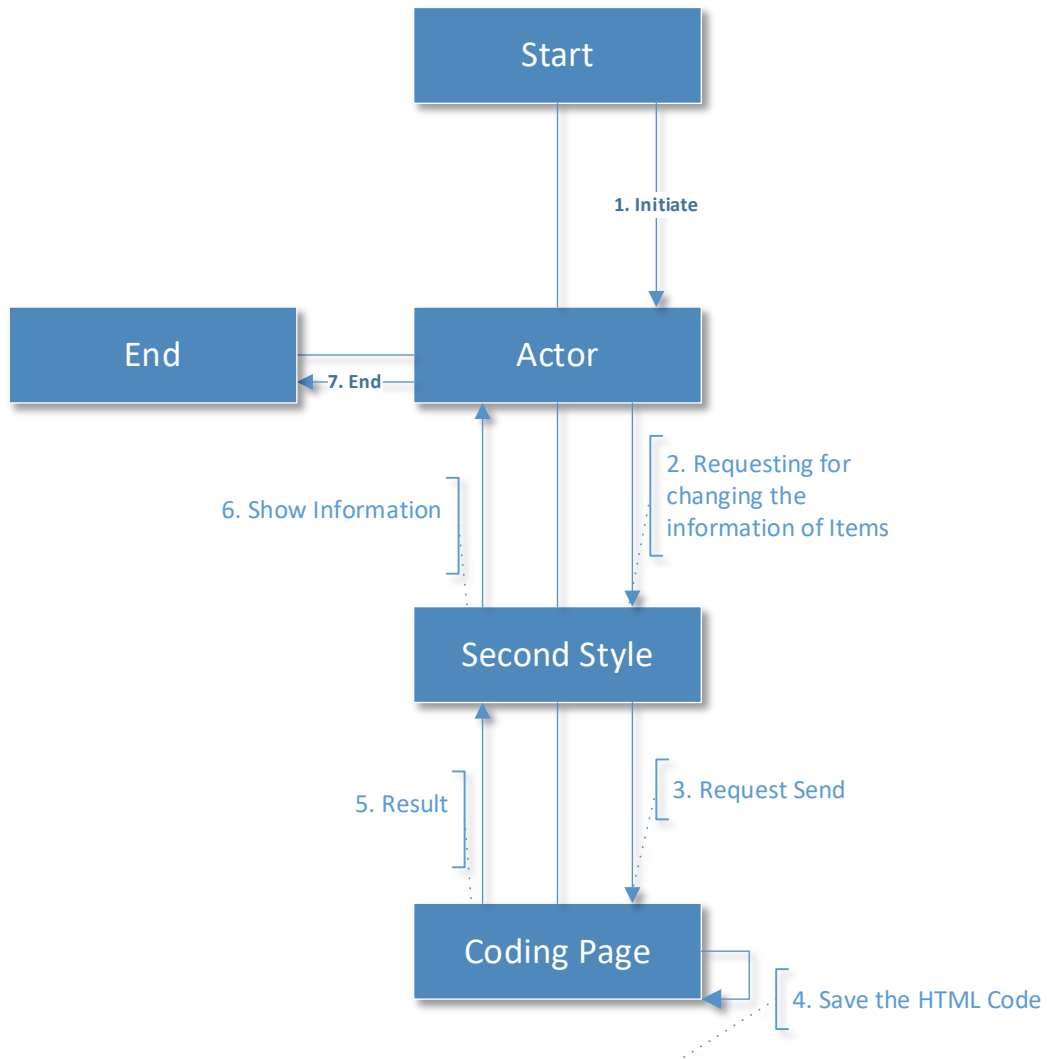 Start
1. Initiate
End
Actor
7. End
2. Requesting for
changing the
information of Items
6. Show Information
Second Style
3. Request Send
5. Result
Coding Page
4. Save the HTML Code